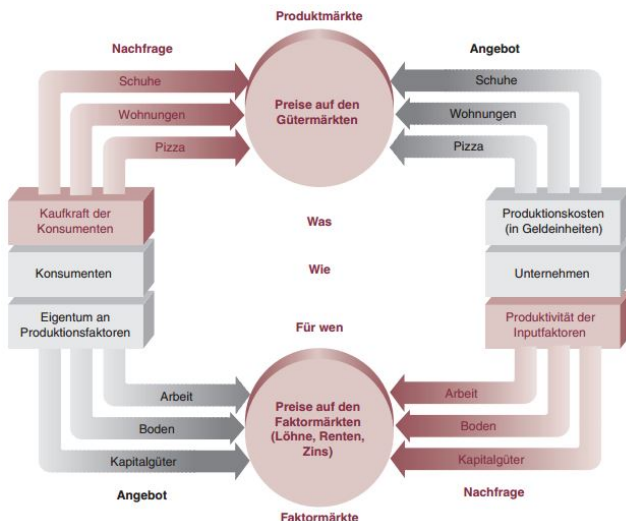 Produktmärkte
Nachfrage
Angebot
Schuhe
Wohnungen
Pizza
Preise auf den
Gütermärkten
Schuhe
Wohnungen
Pizza
Kaufkraft der
Konsumenten
Konsumenten
Eigentum an
Produktionsfaktoren
Was
Wie
Für wen
Produktionskosten
(in Geldeinheiten)
Unternehmen
Produktivität der
Inputfaktoren
Arbeit
Boden
Kapitalgüter
Preise auf den
Faktormärkten
(Löhne, Renten,
Zins)
Arbeit
Boden
Kapitalgüter
Angebot
Nachfrage
Faktormärkte